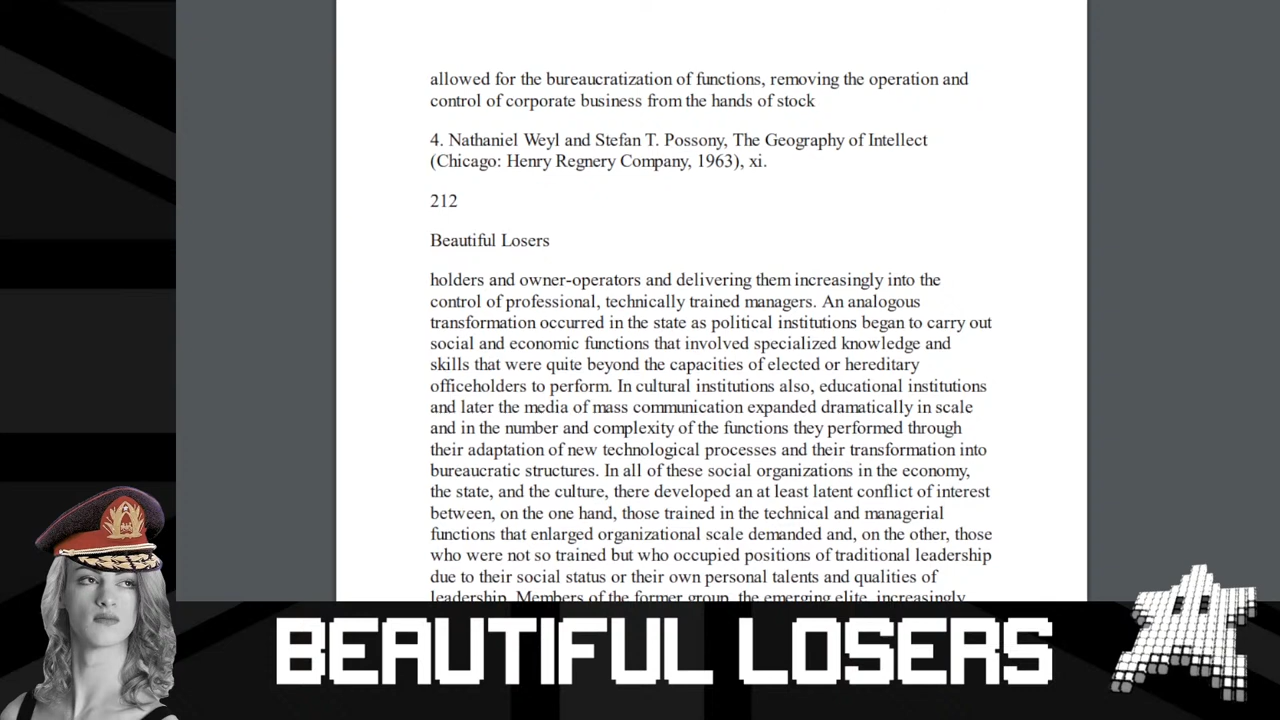 allowed for the bureaucratization of functions, removing the operation and
control of corporate business from the hands of stock
4. Nathaniel Weyl and Stefan T. Possony, The Geography of Intellect
(Chicago: Henry Regnery Company, 1963), xi.
212
Beautiful Losers
holders and owner-operators and delivering them increasingly into the
control of professional, technically trained managers. An analogous
transformation occurred in the state as political institutions began to carry out
social and economic functions that involved specialized knowledge and
skills that were quite beyond the capacities of elected or hereditary
officeholders to perform. In cultural institutions also, educational institutions
and later the media of mass communication expanded dramatically in scale
and in the number and complexity of the functions they performed through
their adaptation of new technological processes and their transformation into
bureaucratic structures. In all of these social organizations in the economy,
the state, and the culture, there developed an at least latent conflict of interest
between, on the one hand, those trained in the technical and managerial
functions that enlarged organizational scale demanded and, on the other, those
who were not so trained but who occupied positions of traditional leadership
due to their social status or their own personal talents and qualities of
leadership. Members of the former group, the emerging elite, increasingly
BEAUTIFUL LOSERS